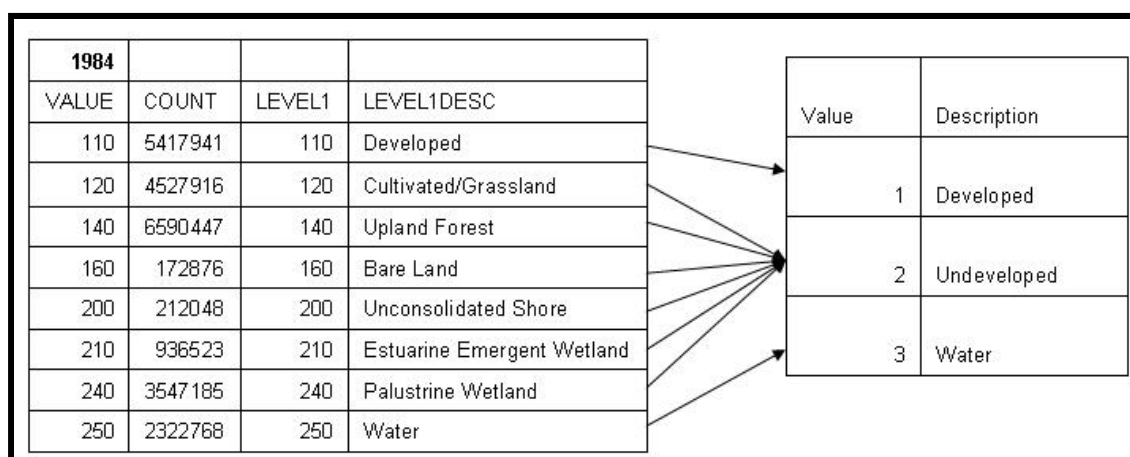 1984
VALUE COUNT LEVEL1 LEVEL1DESC
110 5417941 110 Developed
120 4527916 120 Cultivated/Grassland
140 6590447 140 Upland Forest
160 172876 160 Bare Land
200 212048 200 Unconsolidated Shore
210 936523 210 Estuarine Emergent Wetland
240 3547185 240 Palustrine Wetland
250 2322768 250 Water
Value Description
1 Developed
2 Undeveloped
3 Water